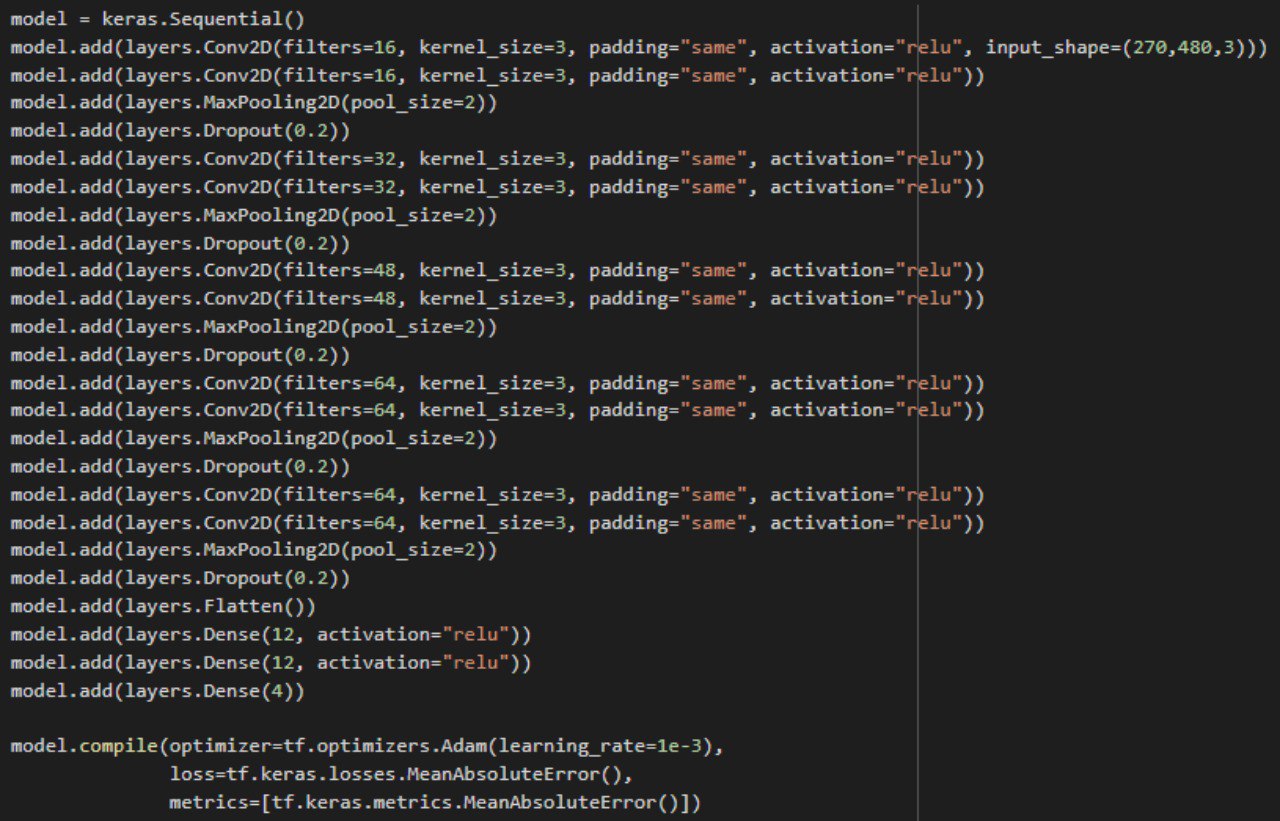 model = keras.Sequential()
model.add(layers.Conv2D(filters=16, kernel_size=3, padding="same", activation="relu", input_shape=(270,480,3)))
model.add(layers.Conv2D(filters=16, kernel_size=3, padding="same", activation="relu"))
model.add(layers.MaxPooling2D(pool_size=2))
model.add(layers.Dropout(0.2))
model.add(layers.Conv2D(filters=32, kernel_size=3, padding="same", activation="relu"))
model.add(layers.Conv2D(filters=32, kernel_size=3, padding="same", activation="relu"))
model.add(layers.MaxPooling2D(pool_size=2))
model.add(layers.Dropout(0.2))
model.add(layers.Conv2D(filters=48, kernel_size=3, padding="same", activation="relu"))
model.add(layers.Conv2D(filters=48, kernel_size=3, padding="same", activation="relu"))
model.add(layers.MaxPooling2D(pool_size=2))
model.add(layers.Dropout(0.2))
model.add(layers.Conv2D(filters=64, kernel_size=3, padding="same", activation="relu"))
model.add(layers.Conv2D(filters=64, kernel_size=3, padding="same", activation="relu"))
model.add(layers.MaxPooling2D(pool_size=2))
model.add(layers.Dropout(0.2))
model.add(layers.Conv2D(filters=64, kernel_size=3, padding="same", activation="relu"))
model.add(layers.Conv2D(filters=64, kernel_size=3, padding="same", activation="relu"))
model.add(layers.MaxPooling2D(pool_size=2))
model.add(layers.Dropout(0.2))
model.add(layers.Flatten())
model.add(layers.Dense(12, activation="relu"))
model.add(layers.Dense(12, activation="relu"))
model.add(layers.Dense(4))

model.compile(optimizer=tf.optimizers.Adam(learning_rate=1e-3),
              loss=tf.keras.losses.MeanAbsoluteError(),
              metrics=[tf.keras.metrics.MeanAbsoluteError()])